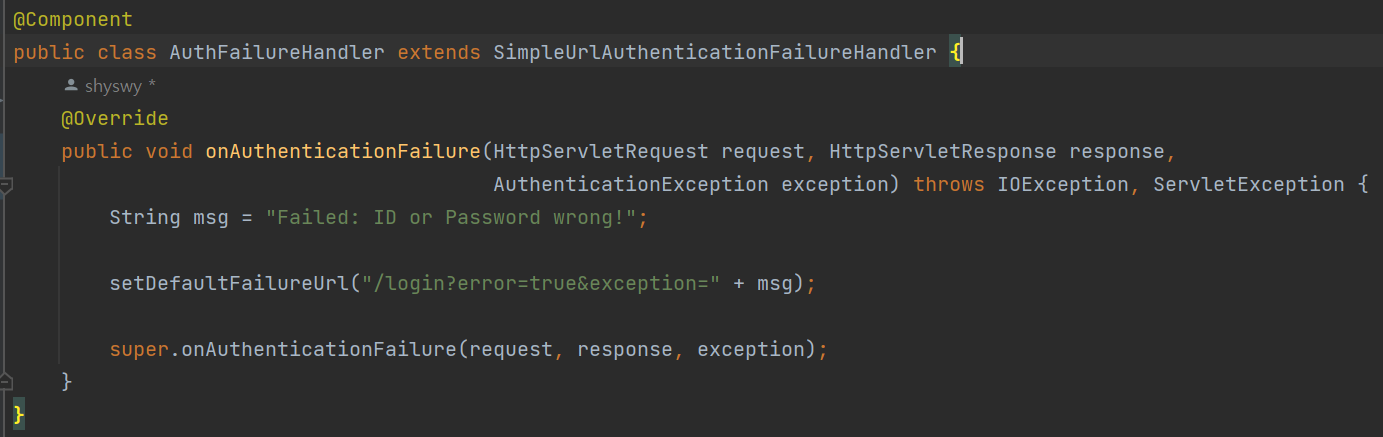 @Component
public class AuthFailureHandler extends SimpleUrlAuthenticationFailureHandler {
shyswy *
@Override
public void onAuthenticationFailure(HttpServletRequest request, HttpServletResponse response,
AuthenticationException exception) throws IOException, ServletException {
String msg = "Failed: ID or Password wrong!";
setDefaultFailureUrl("/login?error=true&exception=" + msg);
super.onAuthenticationFailure(request, response, exception);
}
}